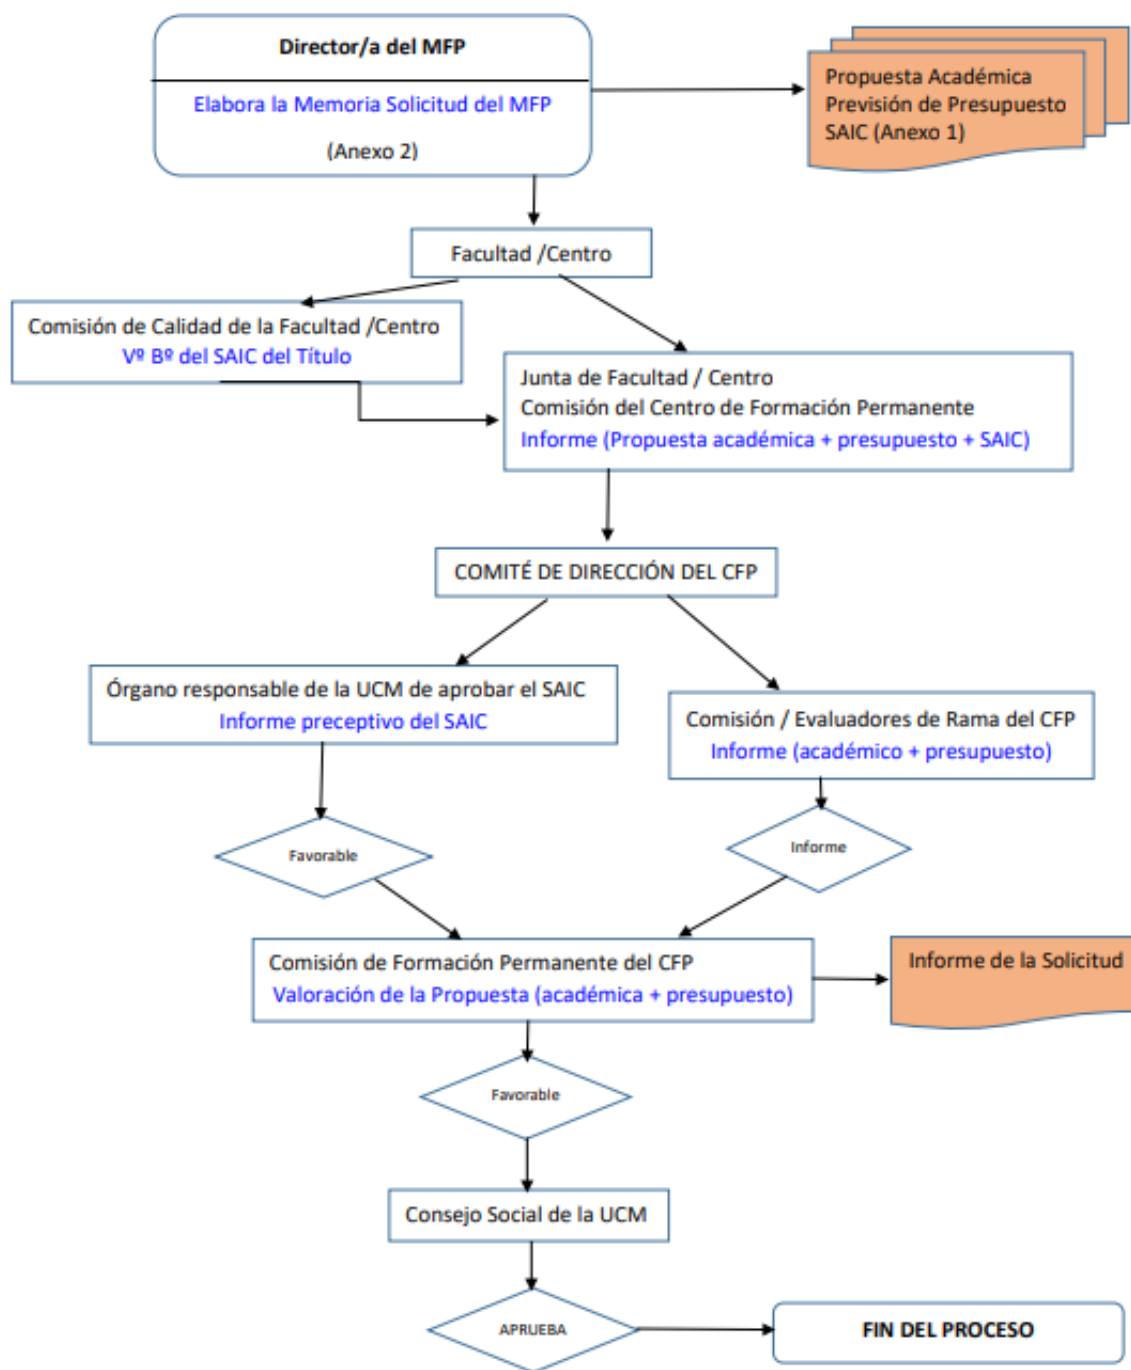 Director/a del MFP
Elabora la Memoria Solicitud del MFP
(Anexo 2)
Propuesta Académica
Previsión de Presupuesto
SAIC (Anexo 1)
Facultad /Centro
Comisión de Calidad de la Facultad /Centro
Vº Bº del SAIC del Título
Junta de Facultad / Centro
Comisión del Centro de Formación Permanente
Informe (Propuesta académica + presupuesto + SAIC)
COMITÉ DE DIRECCIÓN DEL CFP
Órgano responsable de la UCM de aprobar el SAIC
Informe preceptivo del SAIC
Comisión / Evaluadores de Rama del CFP
Informe (académico + presupuesto)
Favorable
Informe
Comisión de Formación Permanente del CFP
Valoración de la Propuesta (académica + presupuesto)
Informe de la Solicitud
Favorable
Consejo Social de la UCM
APRUEBA
FIN DEL PROCESO